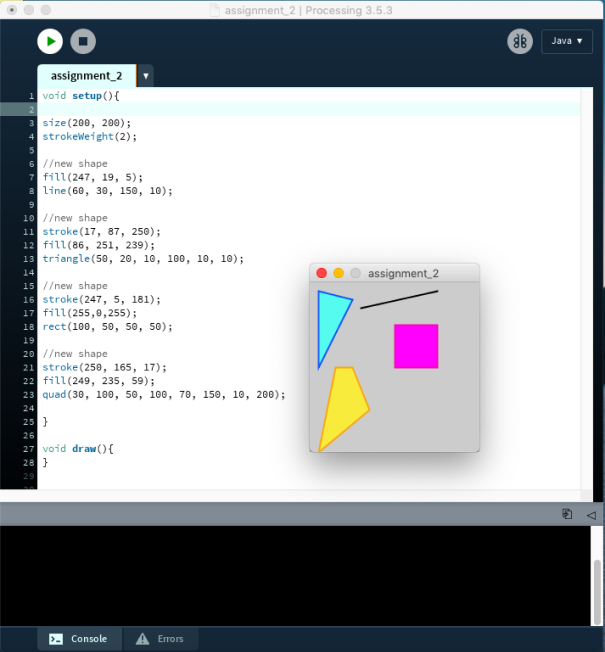 assignment_2 | Processing 3.5.3
Java ▼
assignment_2 ▼
1 void setup(){
2
3 size(200, 200);
4 strokeWeight(2);
5
6 //new shape
7 fill(247, 19, 5);
8 line(60, 30, 150, 10);
9
10 //new shape
11 stroke(17, 87, 250);
12 fill(86, 251, 239);
13 triangle(50, 20, 10, 100, 10, 10);
14
15 //new shape
16 stroke(247, 5, 181);
17 fill(255,0,255);
18 rect(100, 50, 50, 50);
19
20 //new shape
21 stroke(250, 165, 17);
22 fill(249, 235, 59);
23 quad(30, 100, 50, 100, 70, 150, 10, 200);
24
25 }
26
27 void draw(){
28 }
29
assignment_2
Console
Errors